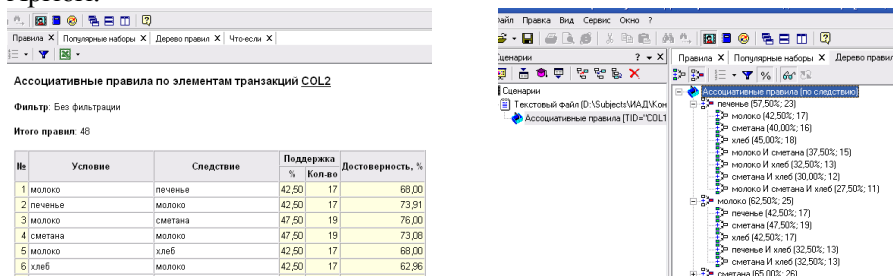 Правила X Популярные наборы X Дерево правил X Что-если X
Ассоциативные правила по элементам транзакций COL2
Фильтр: Без фильтрации
Итого правил: 48
№ Условие Следствие Поддержка Достоверность, %
% Кол-во
1 молоко печенье 42,50 17 68,00
2 печенье молоко 42,50 17 73,91
3 молоко сметана 47,50 19 76,00
4 сметана молоко 47,50 19 73,08
5 молоко хлеб 42,50 17 68,00
6 хлеб молоко 42,50 17 62,96
Файл Правка Вид Сервис Окно ?
Сценарии ? X
Сценарии
Текстовый файл (D:\Subjects\ИАД\Кон
Ассоциативные правила [TID="COL1
Правила X Популярные наборы X Дерево правил
%
Ассоциативные правила [по следствию]
печенье (57,50%; 23)
молоко (42,50%; 17)
сметана (40,00%; 16)
хлеб (45,00%; 18)
молоко И сметана (37,50%; 15)
молоко И хлеб (32,50%; 13)
сметана И хлеб (30,00%; 12)
молоко И сметана И хлеб (27,50%; 11)
молоко (62,50%; 25)
печенье (42,50%; 17)
сметана (47,50%; 19)
хлеб (42,50%; 17)
печенье И хлеб (32,50%; 13)
сметана И хлеб (32,50%; 13)
сметана (65,00%; 26)